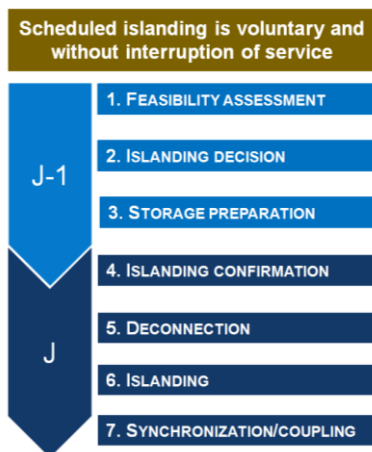 Scheduled islanding is voluntary and
without interruption of service
1. FEASIBILITY ASSESSMENT
2. ISLANDING DECISION
J-1
3. STORAGE PREPARATION
4. ISLANDING CONFIRMATION
5. DECONNECTION
J
6. ISLANDING
7. SYNCHRONIZATION/COUPLING